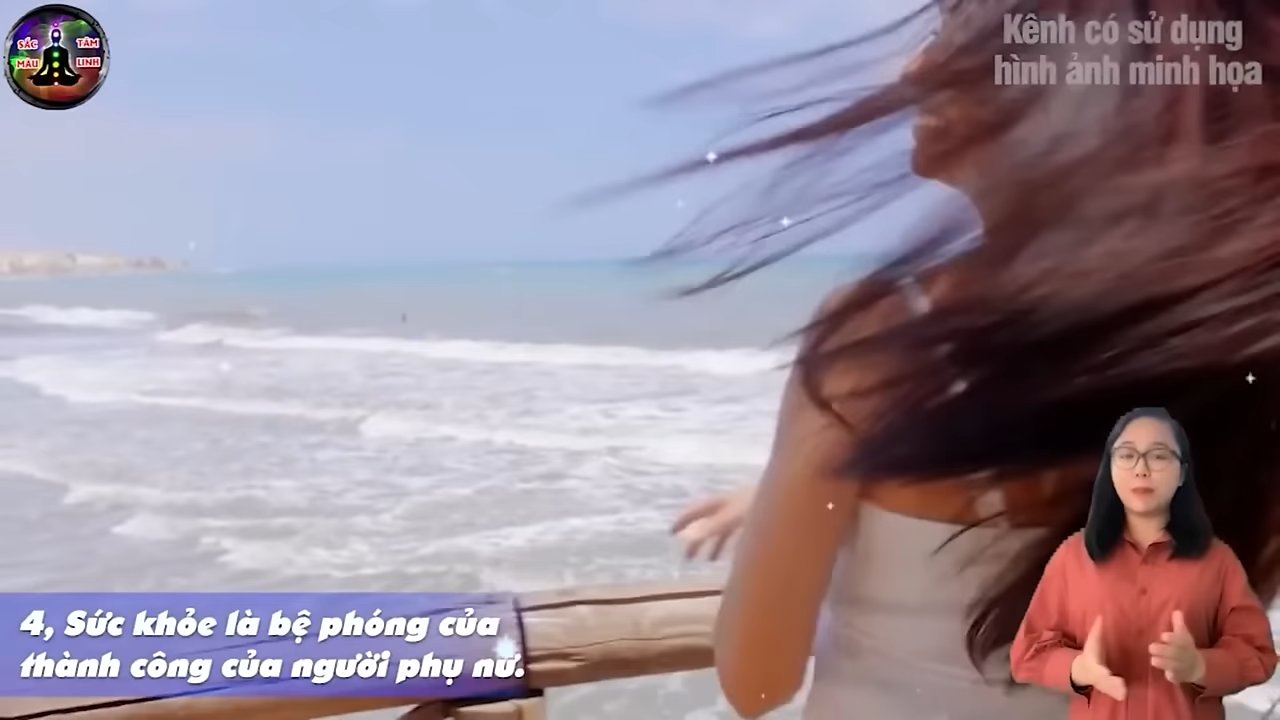 SẮC TÂM
MÀU LINH
Kênh có sử dụng
hình ảnh minh họa
4, Sức khỏe là bệ phóng của
thành công của người phụ nữ.